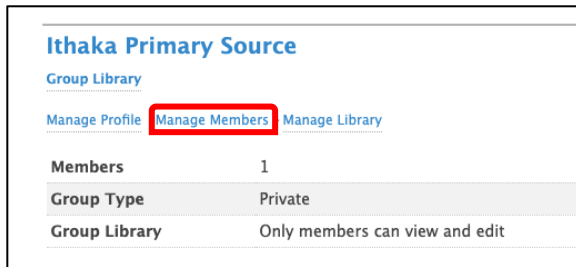 Ithaka Primary Source
Group Library
Manage Profile Manage Members Manage Library
Members 1
Group Type Private
Group Library Only members can view and edit